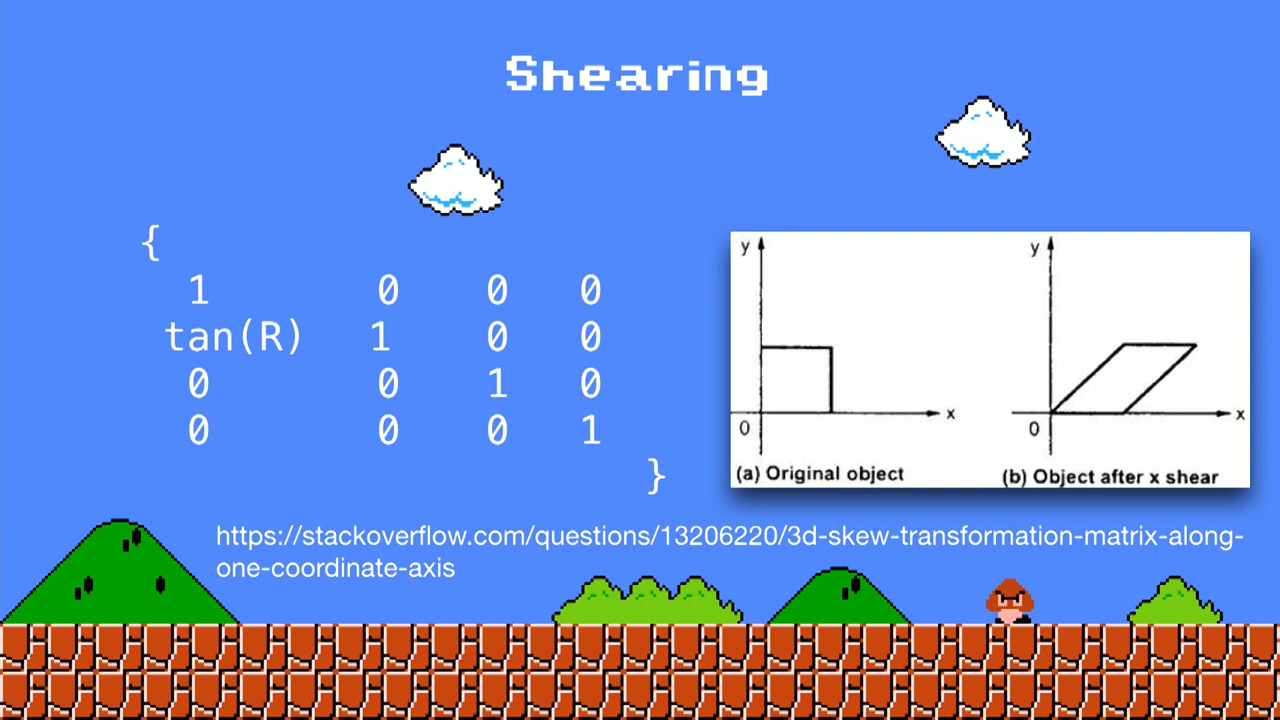 Shearing
{
1 0 0 0
tan(R) 1 0 0
0 0 1 0
0 0 0 1
}
y
x
0
(a) Original object
y
x
0
(b) Object after x shear
https://stackoverflow.com/questions/13206220/3d-skew-transformation-matrix-along-
one-coordinate-axis